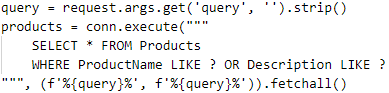 query = request.args.get('query', '').strip()
products = conn.execute("""
    SELECT * FROM Products
    WHERE ProductName LIKE ? OR Description LIKE ?
""", (f'%{query}%', f'%{query}%')).fetchall()